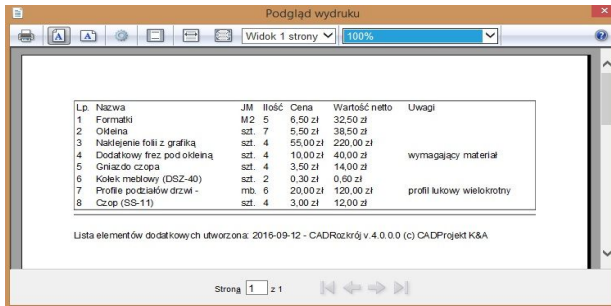 Podgląd wydruku
Widok 1 strony 100%
Lp. Nazwa JM Ilość Cena Wartość netto Uwagi
1 Formatki M2 5 6,50 zł 32,50 zł
2 Okleina szt. 7 5,50 zł 38,50 zł
3 Naklejenie folii z grafiką szt. 4 55,00 zł 220,00 zł
4 Dodatkowy frez pod okleiną szt. 4 10,00 zł 40,00 zł wymagający materiał
5 Gniazdo czopa szt. 4 3,50 zł 14,00 zł
6 Kołek meblowy (DSZ-40) szt. 2 0,30 zł 0,60 zł
7 Profile podziałów drzwi - mb. 6 20,00 zł 120,00 zł profil łukowy wielokrotny
8 Czop (SS-11) szt. 4 3,00 zł 12,00 zł
Lista elementów dodatkowych utworzona: 2016-09-12 - CADRozkrój v.4.0.0.0 (c) CADProjekt K&A
Strona 1 z 1